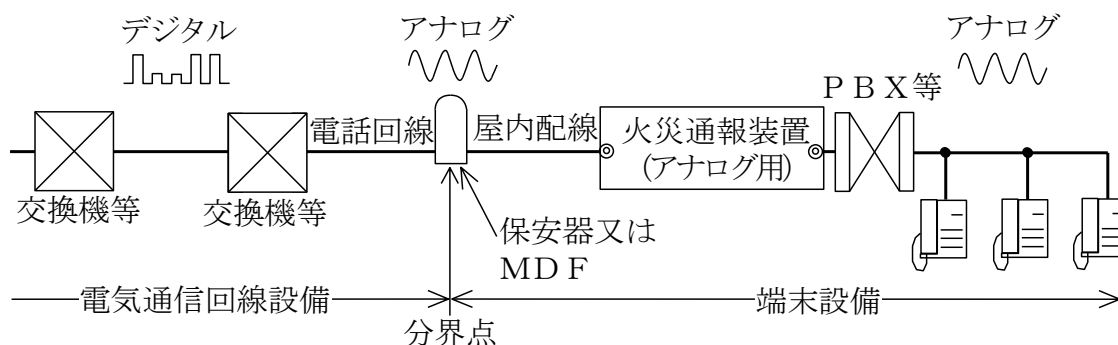 デジタル
アナログ
アナログ
ＰＢＸ等
電話回線
屋内配線
火災通報装置
(アナログ用)
交換機等
交換機等
保安器又は
ＭＤＦ
電気通信回線設備
端末設備
分界点